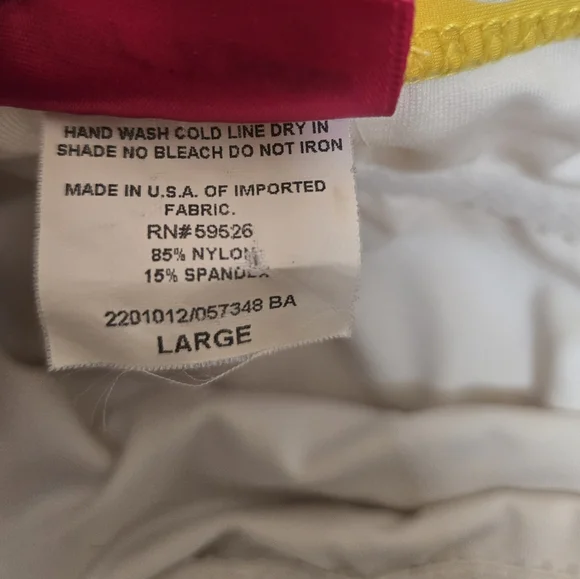 HAND WASH COLD LINE DRY IN
SHADE NO BLEACH DO NOT IRON
MADE IN U.S.A. OF IMPORTED
FABRIC.
RN#59526
85% NYLON
15% SPANDEX
2201012/057348 BA
LARGE